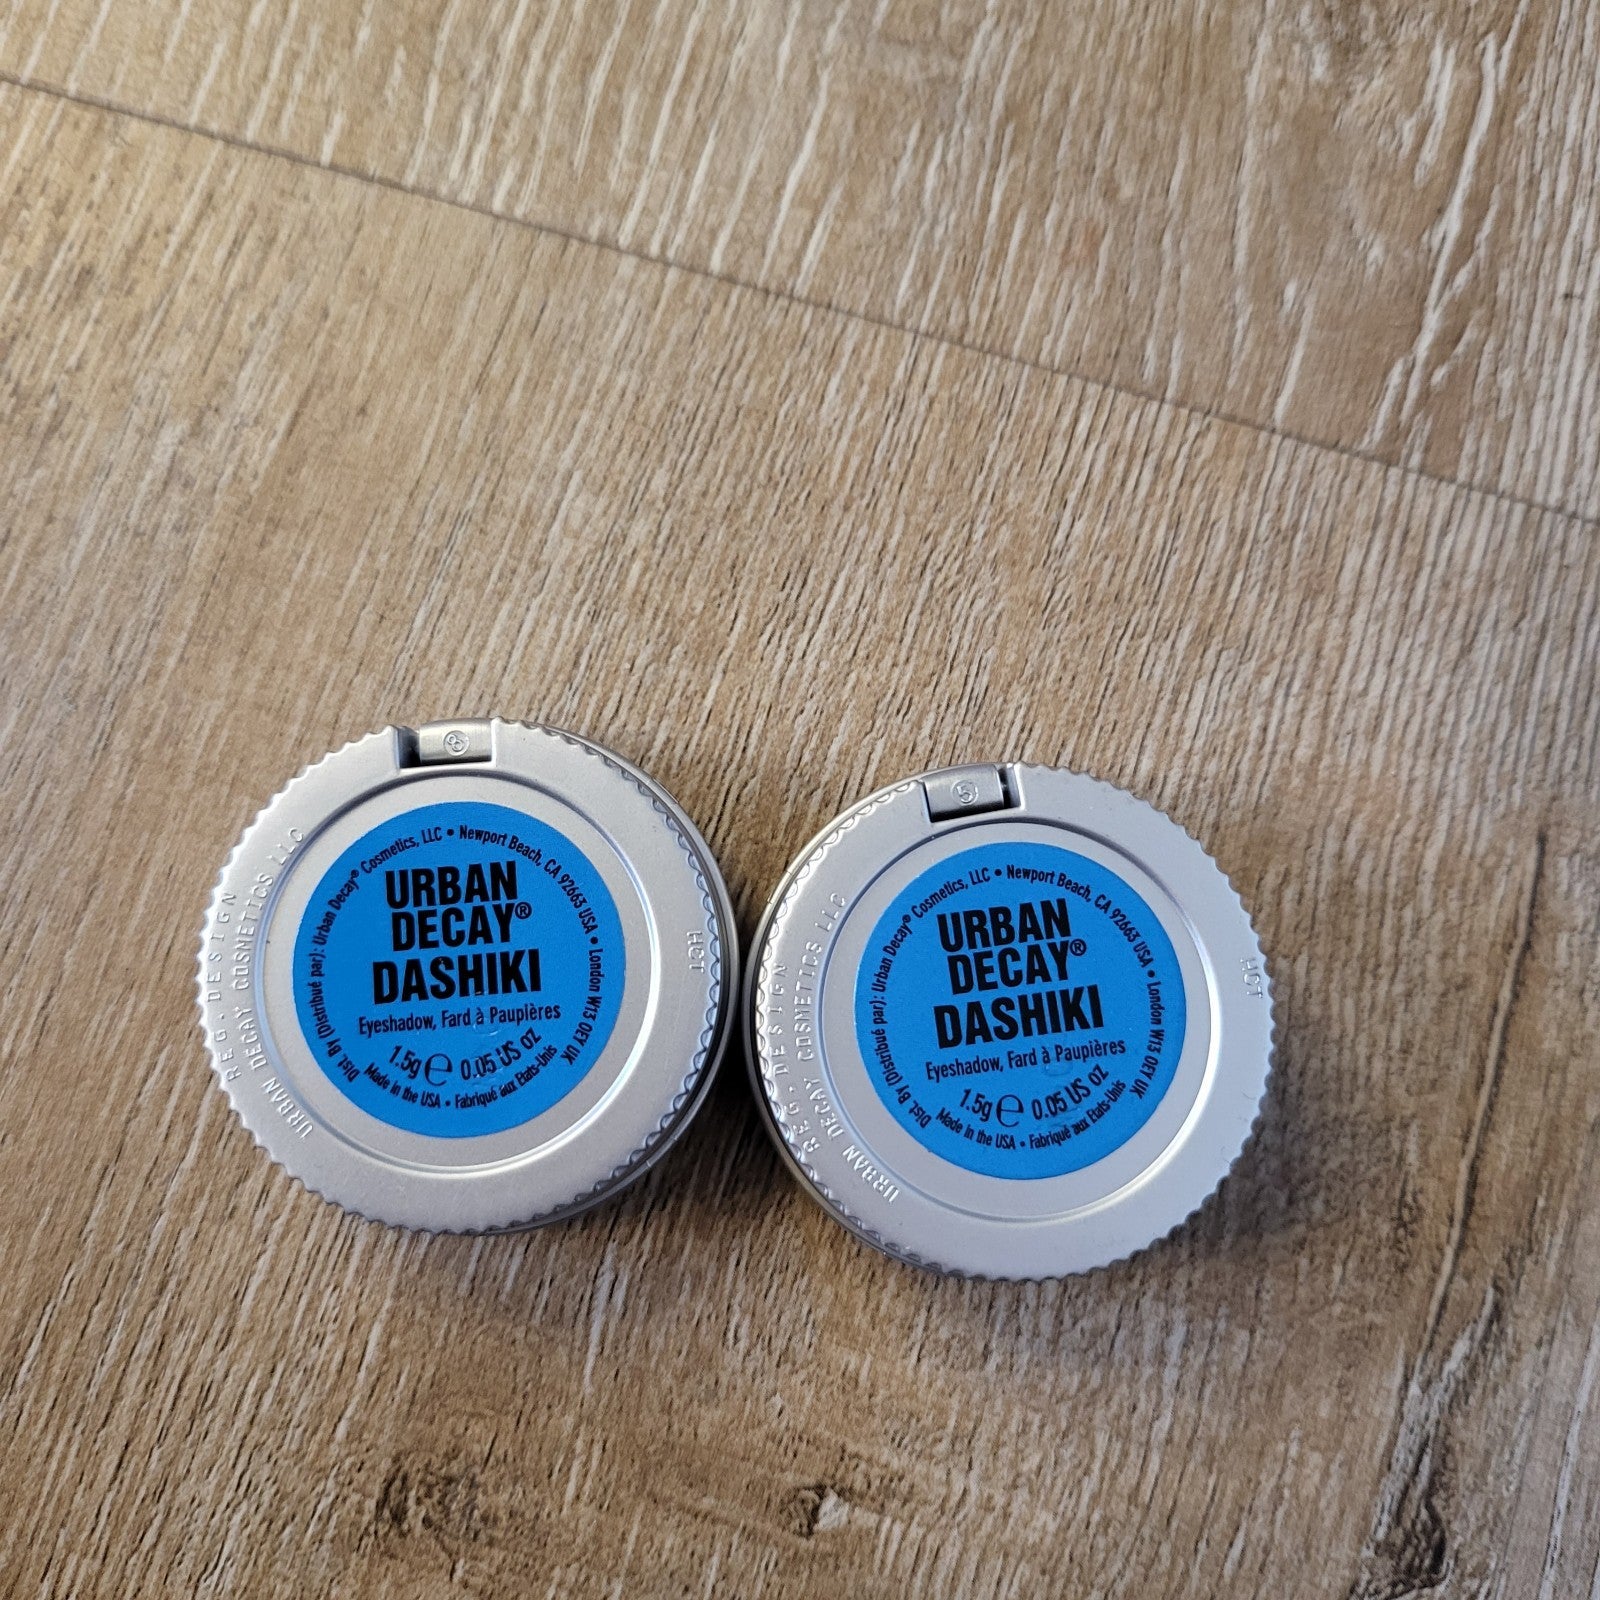 8
REG. DESIGN
URBAN DECAY COSMETICS LLC
HCT
Dist. By (Distribué par): Urban Decay® Cosmetics, LLC • Newport Beach, CA 92663 USA • London W13 0EY UK
URBAN
DECAY®
DASHIKI
Eyeshadow, Fard à Paupières
1.5g ℮ 0.05 US OZ
Made in the USA • Fabriqué aux Etats-Unis
5
REG. DESIGN
URBAN DECAY COSMETICS LLC
HCT
Dist. By (Distribué par): Urban Decay® Cosmetics, LLC • Newport Beach, CA 92663 USA • London W13 0EY UK
URBAN
DECAY®
DASHIKI
Eyeshadow, Fard à Paupières
1.5g ℮ 0.05 US OZ
Made in the USA • Fabriqué aux Etats-Unis